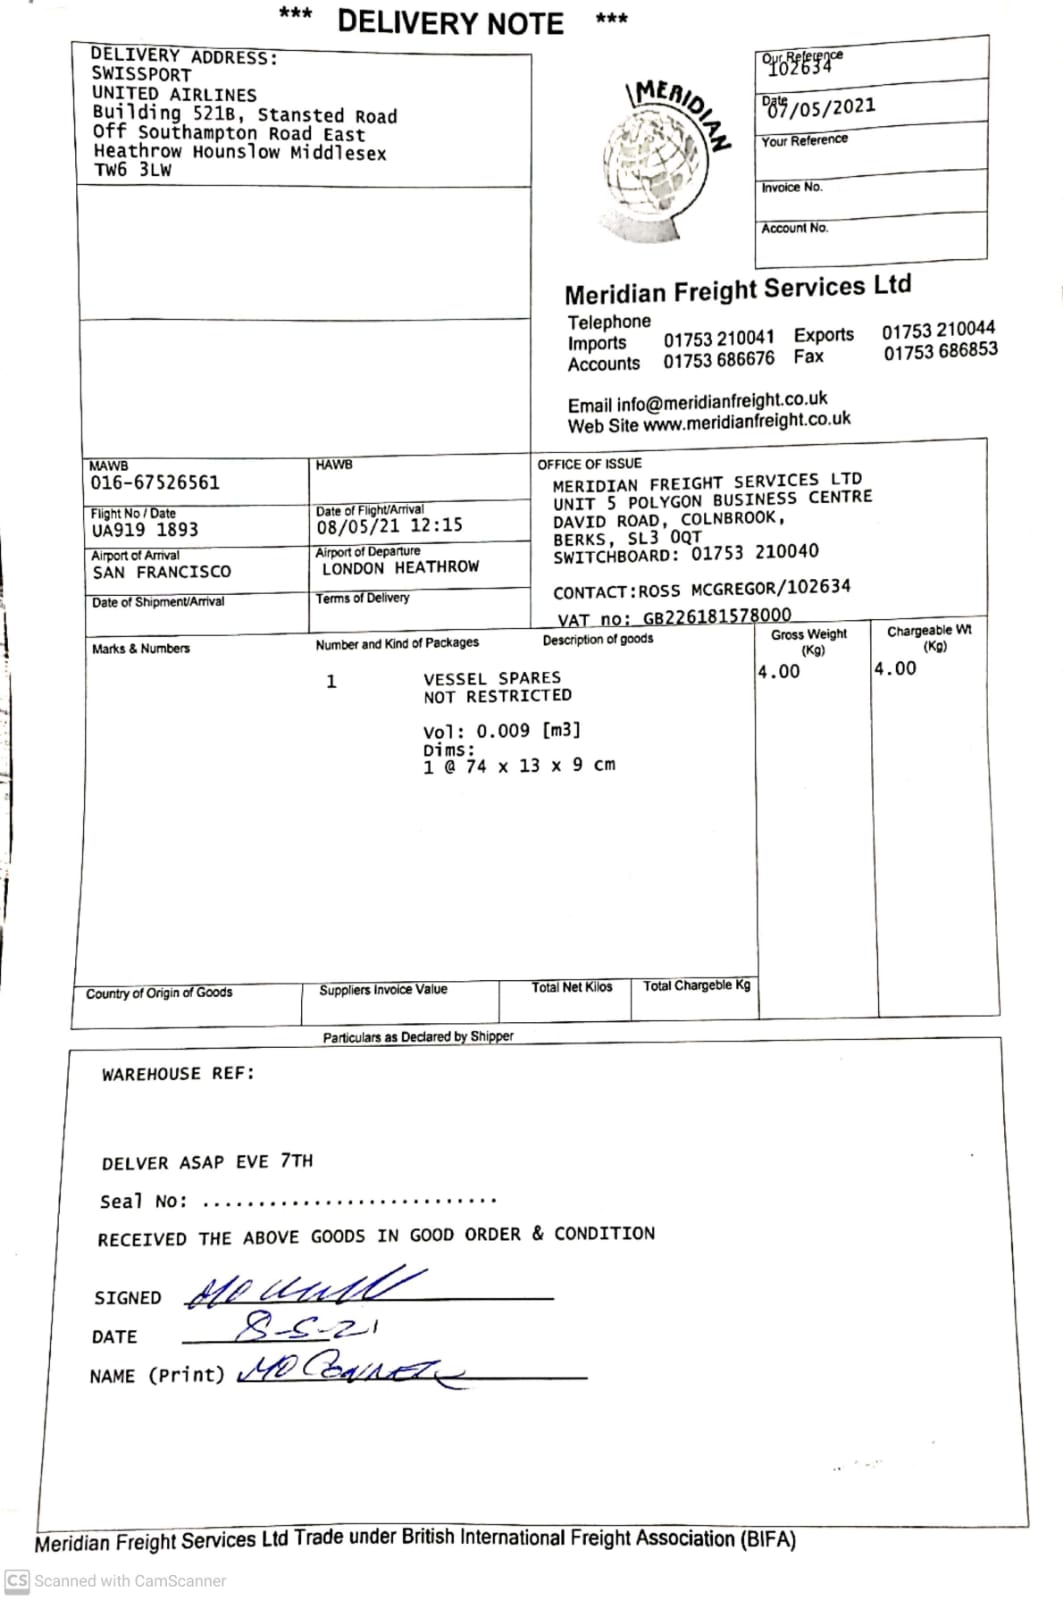 *** DELIVERY NOTE ***
DELIVERY ADDRESS:
SWISSPORT
UNITED AIRLINES
Building 521B, Stansted Road
Off Southampton Road East
Heathrow Hounslow Middlesex
TW6 3LW
MERIDIAN
Our Reference
102634
Date
07/05/2021
Your Reference
Invoice No.
Account No.
Meridian Freight Services Ltd
Telephone
Imports 01753 210041 Exports 01753 210044
Accounts 01753 686676 Fax 01753 686853
Email info@meridianfreight.co.uk
Web Site www.meridianfreight.co.uk
MAWB
016-67526561
HAWB
Flight No / Date
UA919 1893
Date of Flight/Arrival
08/05/21 12:15
Airport of Arrival
SAN FRANCISCO
Airport of Departure
LONDON HEATHROW
Date of Shipment/Arrival
Terms of Delivery
OFFICE OF ISSUE
MERIDIAN FREIGHT SERVICES LTD
UNIT 5 POLYGON BUSINESS CENTRE
DAVID ROAD, COLNBROOK,
BERKS, SL3 0QT
SWITCHBOARD: 01753 210040
CONTACT:ROSS MCGREGOR/102634
VAT no: GB226181578000
Marks & Numbers
Number and Kind of Packages
Description of goods
Gross Weight
(Kg)
Chargeable Wt
(Kg)
1 VESSEL SPARES 4.00 4.00
NOT RESTRICTED
Vol: 0.009 [m3]
Dims:
1 @ 74 x 13 x 9 cm
Country of Origin of Goods
Suppliers Invoice Value
Total Net Kilos
Total Chargeble Kg
Particulars as Declared by Shipper
WAREHOUSE REF:
DELVER ASAP EVE 7TH
Seal No: ...........................
RECEIVED THE ABOVE GOODS IN GOOD ORDER & CONDITION
SIGNED
DATE 8-5-21
NAME (Print)
Meridian Freight Services Ltd Trade under British International Freight Association (BIFA)
CS Scanned with CamScanner